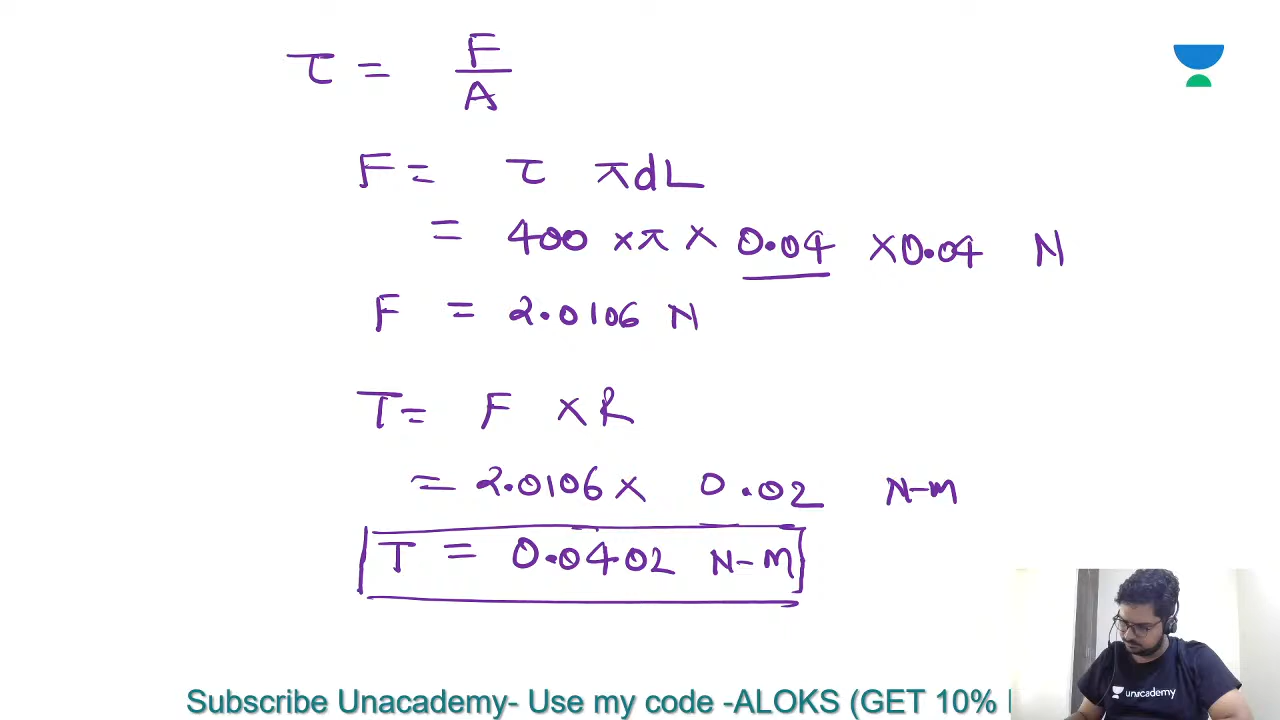 τ = F/A
F = τ πdL
= 400 × π × 0.04 × 0.04 N
F = 2.0106 N
T = F × R
= 2.0106 × 0.02 N-m
T = 0.0402 N-m
unacademy
Subscribe Unacademy- Use my code -ALOKS (GET 10%